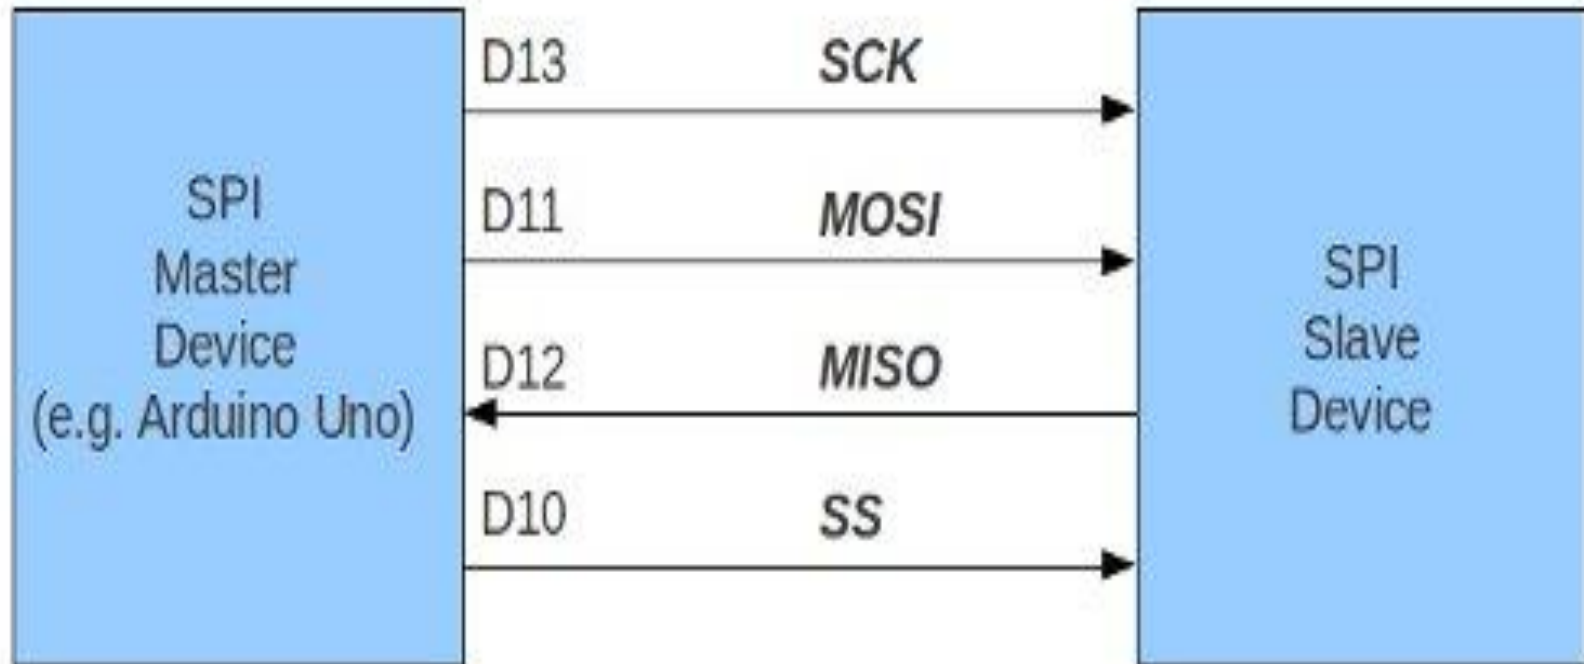 SPI
Master
Device
(e.g. Arduino Uno)
D13 SCK
D11 MOSI
D12 MISO
D10 SS
SPI
Slave
Device